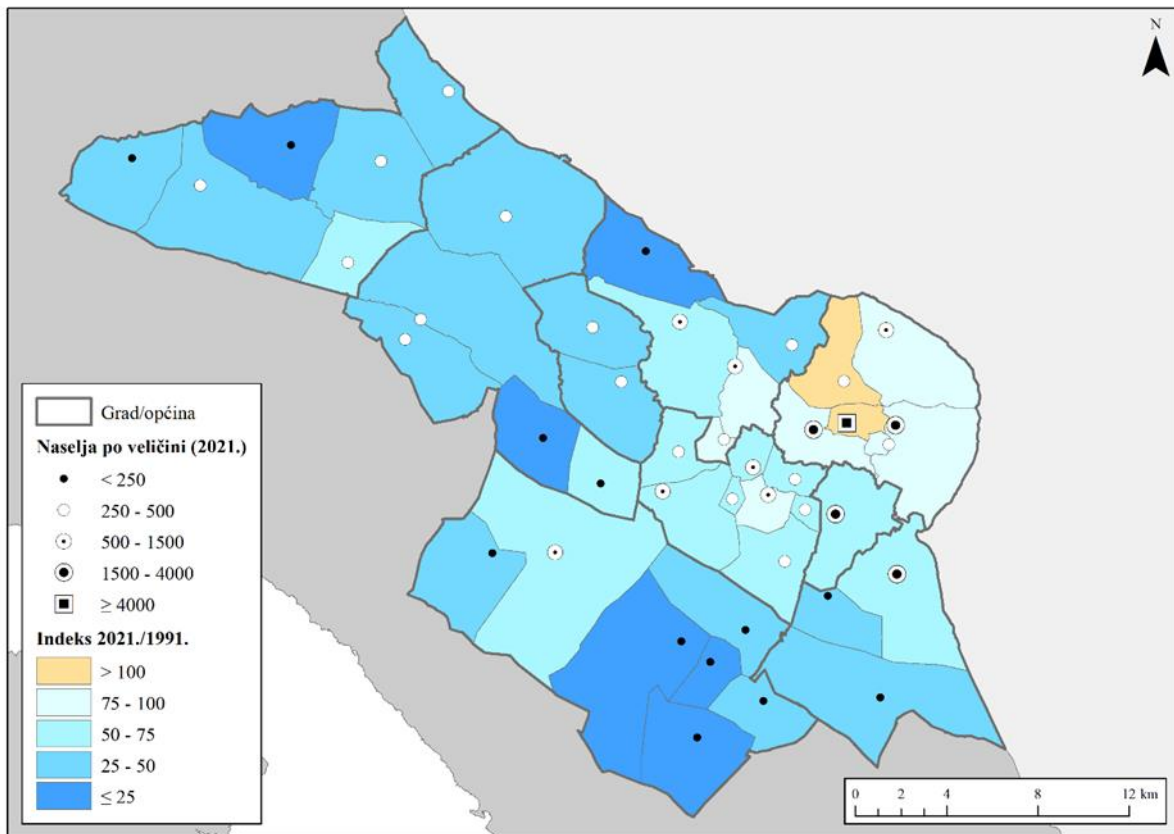 N
Grad/općina
Naselja po veličini (2021.)
< 250
250 - 500
500 - 1500
1500 - 4000
≥ 4000
Indeks 2021./1991.
> 100
75 - 100
50 - 75
25 - 50
≤ 25
0 2 4 8 12 km